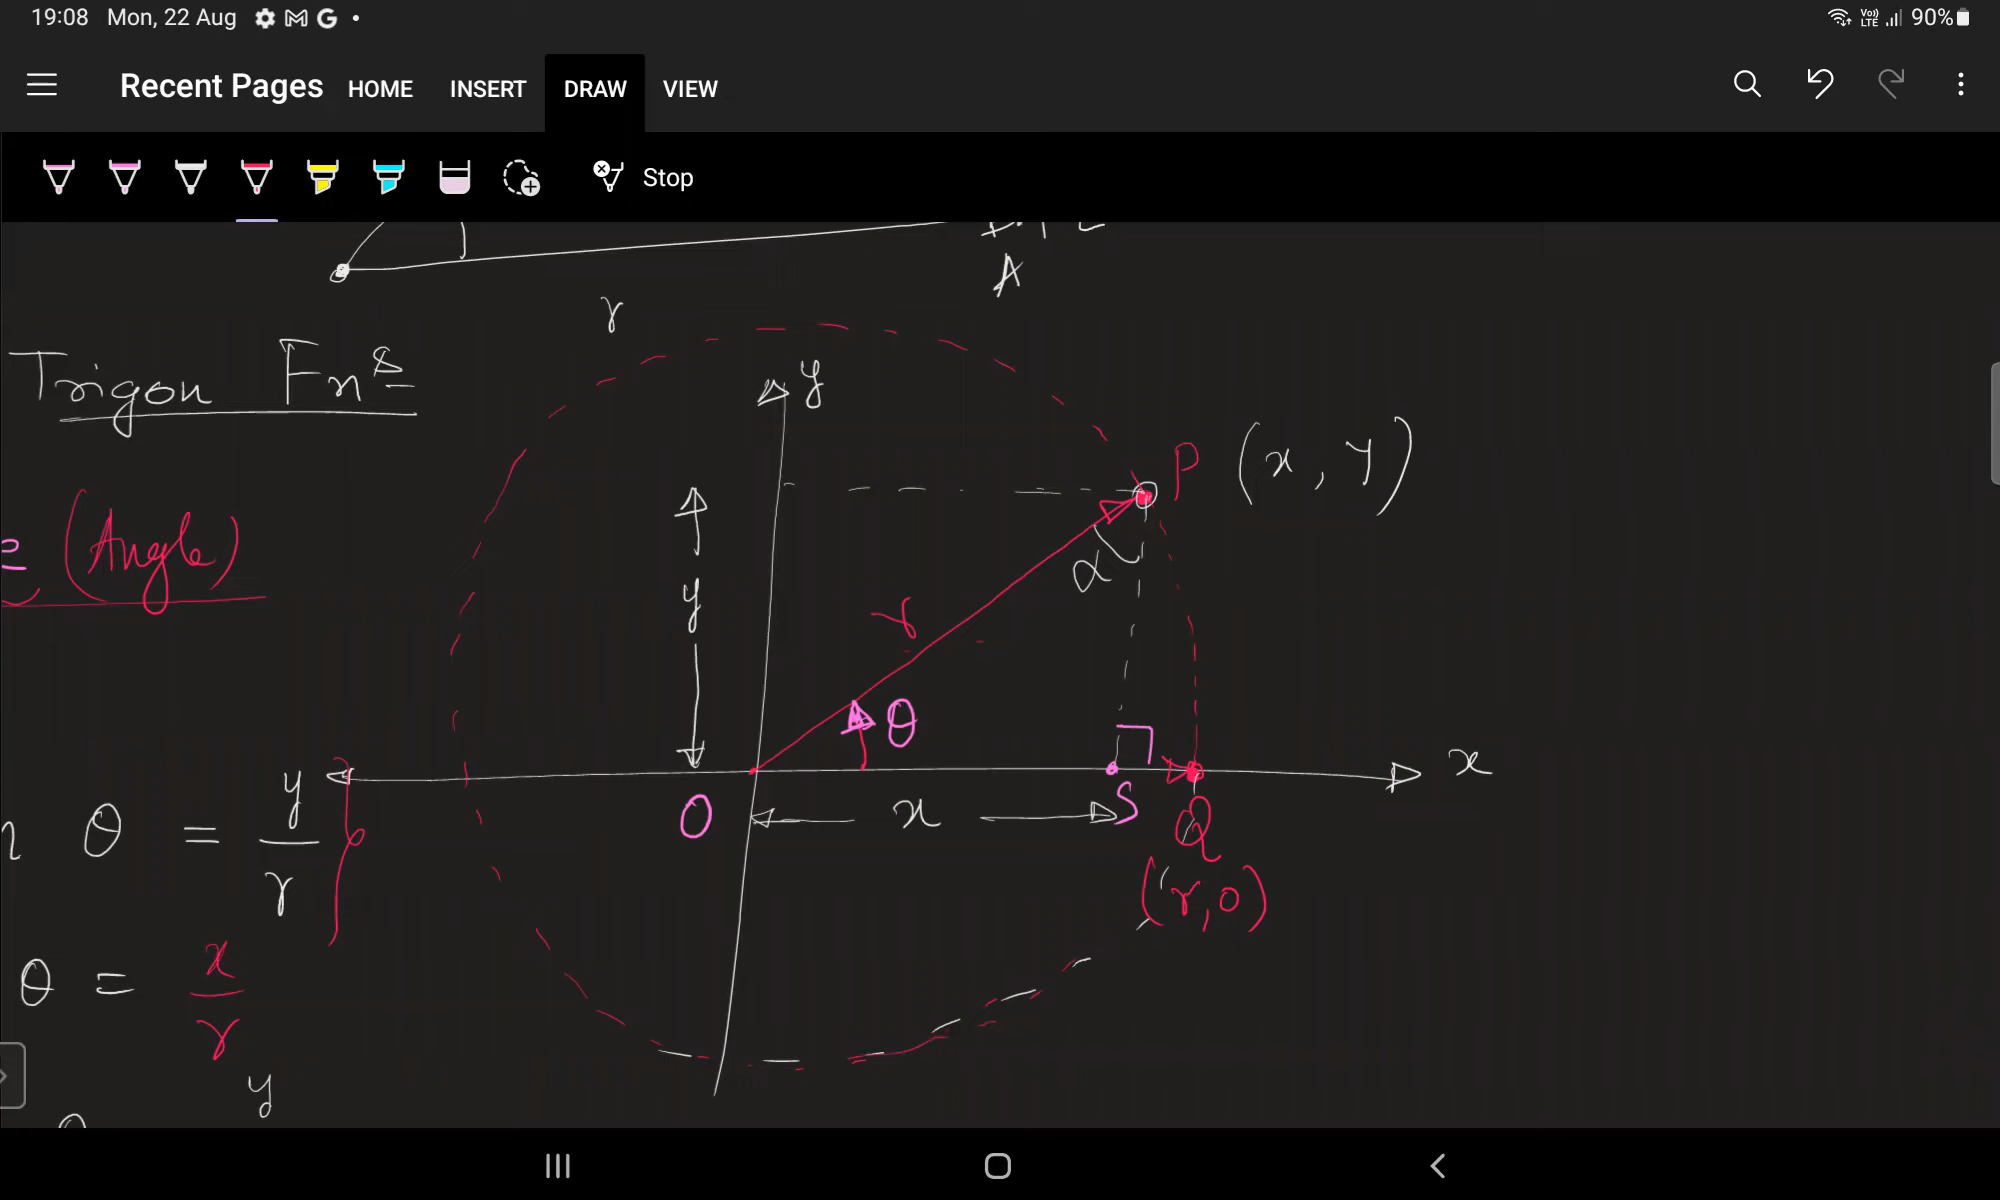 19:08 Mon, 22 Aug G 90%
Recent Pages HOME INSERT DRAW VIEW
Stop
A
r
Trigon Fns
y
P (x, y)
(Angle)
α
y
r
θ
x
O
x
S
Q
(r, 0)
θ = y/r
θ = x/r
y